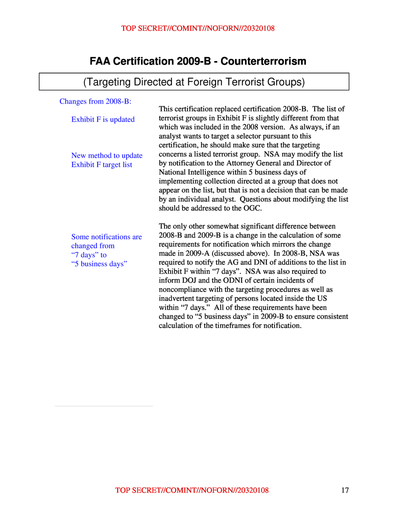 TOP SECRET//COMINT//NOFORN//20320108
FAA Certification 2009-B - Counterterrorism
(Targeting Directed at Foreign Terrorist Groups)
Changes from 2008-B:
Exhibit F is updated
New method to update
Exhibit F target list
Some notifications are
changed from
“7 days” to
“5 business days”
This certification replaced certification 2008-B. The list of
terrorist groups in Exhibit F is slightly different from that
which was included in the 2008 version. As always, if an
analyst wants to target a selector pursuant to this
certification, he should make sure that the targeting
concerns a listed terrorist group. NSA may modify the list
by notification to the Attorney General and Director of
National Intelligence within 5 business days of
implementing collection directed at a group that does not
appear on the list, but that is not a decision that can be made
by an individual analyst. Questions about modifying the list
should be addressed to the OGC.
The only other somewhat significant difference between
2008-B and 2009-B is a change in the calculation of some
requirements for notification which mirrors the change
made in 2009-A (discussed above). In 2008-B, NSA was
required to notify the AG and DNI of additions to the list in
Exhibit F within “7 days”. NSA was also required to
inform DOJ and the ODNI of certain incidents of
noncompliance with the targeting procedures as well as
inadvertent targeting of persons located inside the US
within “7 days.” All of these requirements have been
changed to “5 business days” in 2009-B to ensure consistent
calculation of the timeframes for notification.
TOP SECRET//COMINT//NOFORN//20320108
17